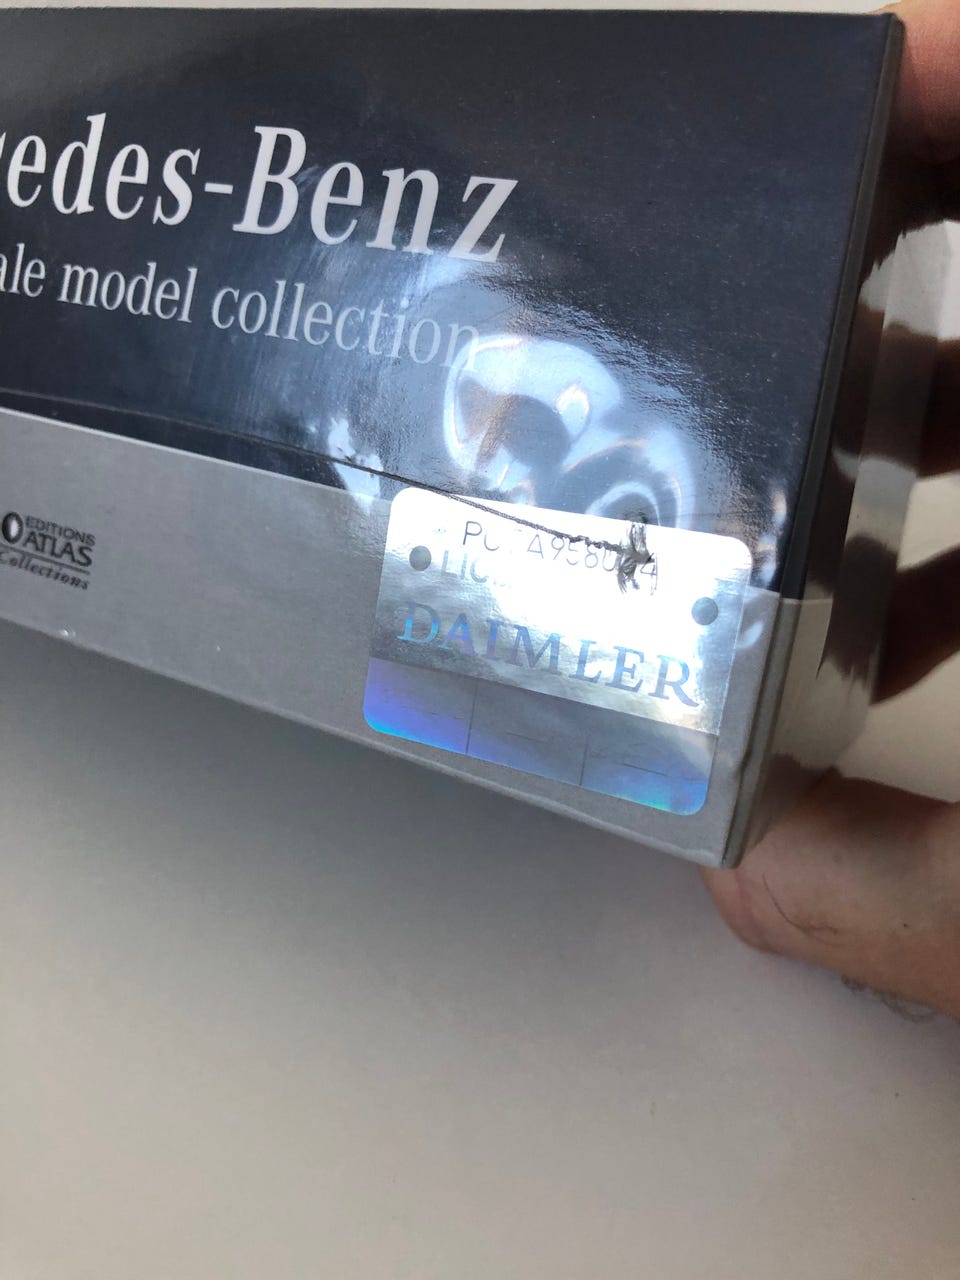 edes-Benz
ale model collection
EDITIONS
ATLAS
Collections
DAIMLER